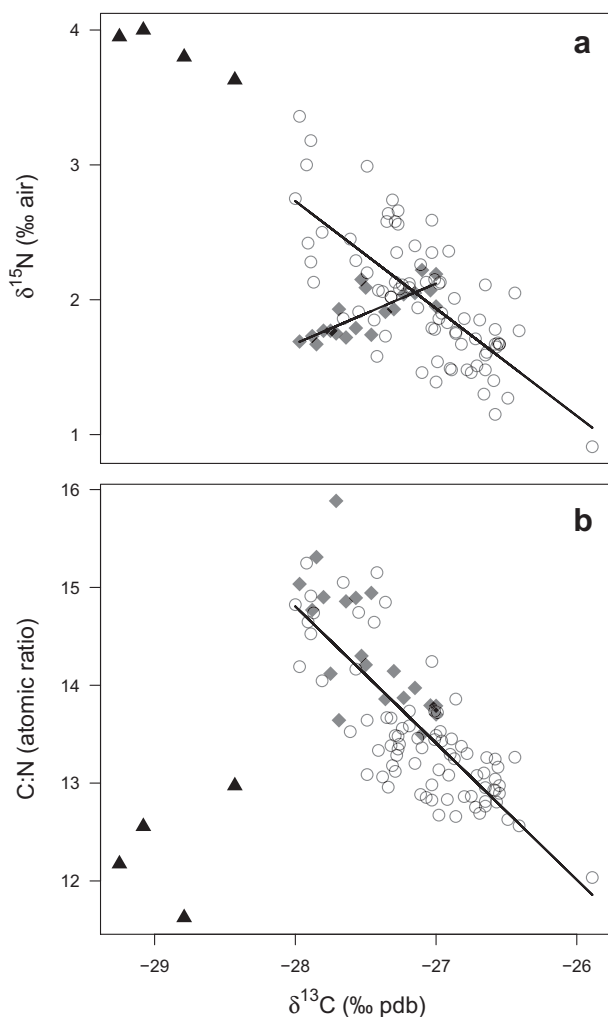 a
4
3
2
1
δ¹⁵N (‰ air)
b
16
15
14
13
12
C:N (atomic ratio)
−29 −28 −27 −26
δ¹³C (‰ pdb)